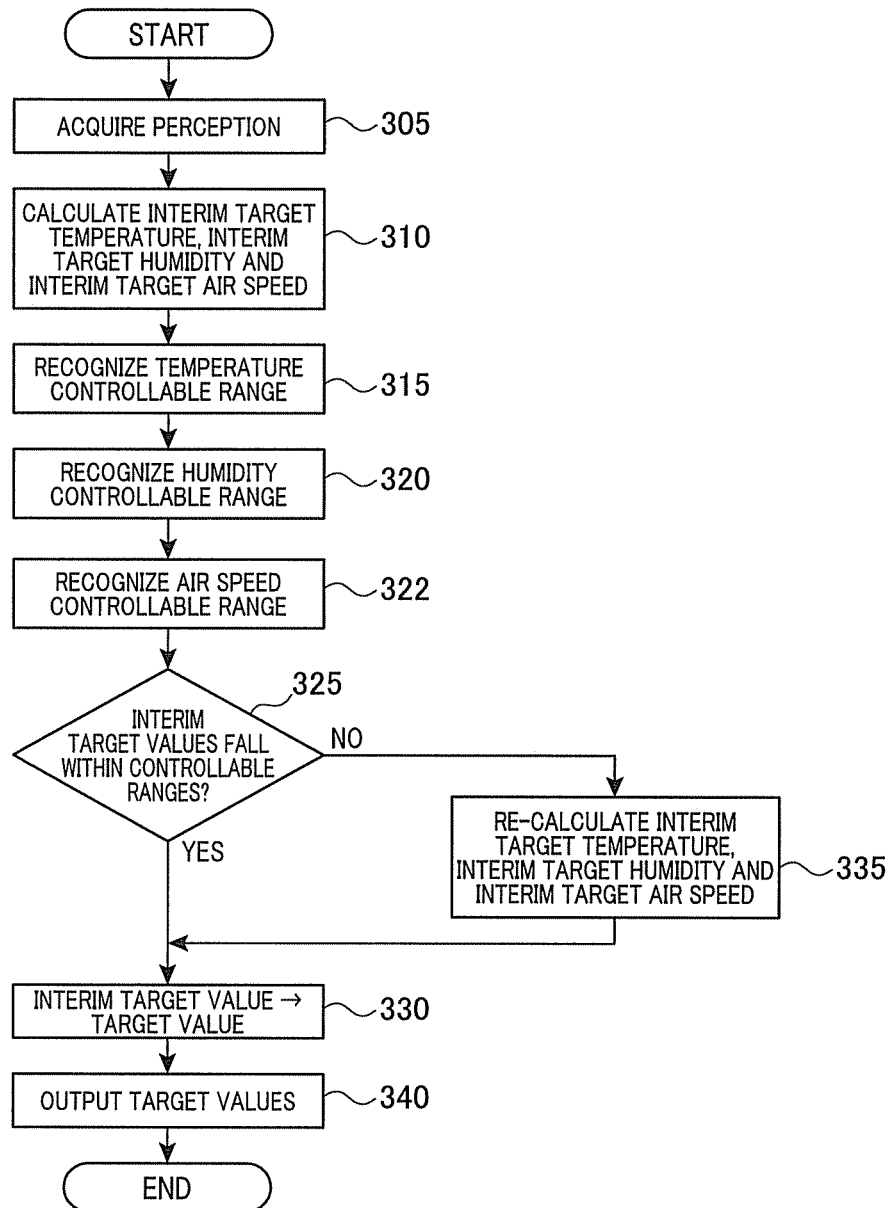 START
ACQUIRE PERCEPTION
305
CALCULATE INTERIM TARGET
TEMPERATURE, INTERIM
TARGET HUMIDITY AND
INTERIM TARGET AIR SPEED
310
RECOGNIZE TEMPERATURE
CONTROLLABLE RANGE
315
RECOGNIZE HUMIDITY
CONTROLLABLE RANGE
320
RECOGNIZE AIR SPEED
CONTROLLABLE RANGE
322
325
INTERIM
TARGET VALUES FALL
WITHIN CONTROLLABLE
RANGES?
NO
YES
RE-CALCULATE INTERIM
TARGET TEMPERATURE,
INTERIM TARGET HUMIDITY AND
INTERIM TARGET AIR SPEED
335
INTERIM TARGET VALUE →
TARGET VALUE
330
OUTPUT TARGET VALUES
340
END